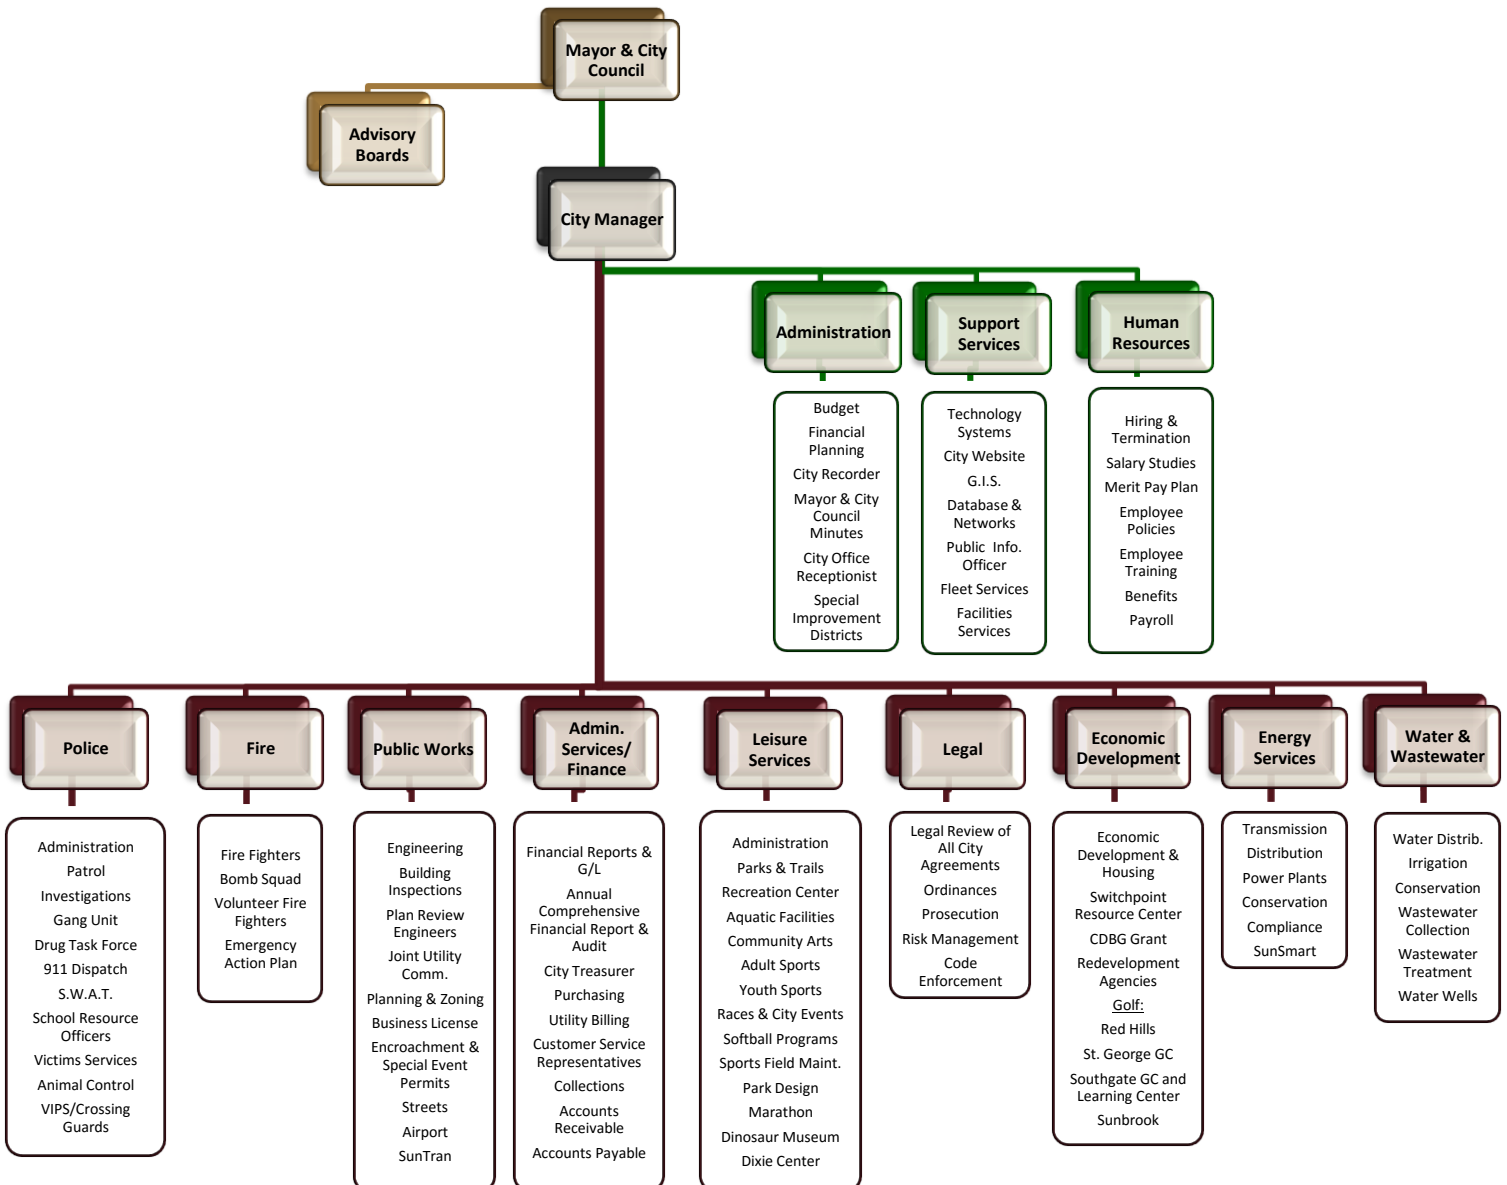 Mayor & City
Council
Advisory
Boards
City Manager
Administration
Budget
Financial
Planning
City Recorder
Mayor & City
Council
Minutes
City Office
Receptionist
Special
Improvement
Districts
Support
Services
Technology
Systems
City Website
G.I.S.
Database &
Networks
Public Info.
Officer
Fleet Services
Facilities
Services
Human
Resources
Hiring &
Termination
Salary Studies
Merit Pay Plan
Employee
Policies
Employee
Training
Benefits
Payroll
Police
Administration
Patrol
Investigations
Gang Unit
Drug Task Force
911 Dispatch
S.W.A.T.
School Resource
Officers
Victims Services
Animal Control
VIPS/Crossing
Guards
Fire
Fire Fighters
Bomb Squad
Volunteer Fire
Fighters
Emergency
Action Plan
Public Works
Engineering
Building
Inspections
Plan Review
Engineers
Joint Utility
Comm.
Planning & Zoning
Business License
Encroachment &
Special Event
Permits
Streets
Airport
SunTran
Admin.
Services/
Finance
Financial Reports &
G/L
Annual
Comprehensive
Financial Report &
Audit
City Treasurer
Purchasing
Utility Billing
Customer Service
Representatives
Collections
Accounts
Receivable
Accounts Payable
Leisure
Services
Administration
Parks & Trails
Recreation Center
Aquatic Facilities
Community Arts
Adult Sports
Youth Sports
Races & City Events
Softball Programs
Sports Field Maint.
Park Design
Marathon
Dinosaur Museum
Dixie Center
Legal
Legal Review of
All City
Agreements
Ordinances
Prosecution
Risk Management
Code
Enforcement
Economic
Development
Economic
Development &
Housing
Switchpoint
Resource Center
CDBG Grant
Redevelopment
Agencies
Golf:
Red Hills
St. George GC
Southgate GC and
Learning Center
Sunbrook
Energy
Services
Transmission
Distribution
Power Plants
Conservation
Compliance
SunSmart
Water &
Wastewater
Water Distrib.
Irrigation
Conservation
Wastewater
Collection
Wastewater
Treatment
Water Wells